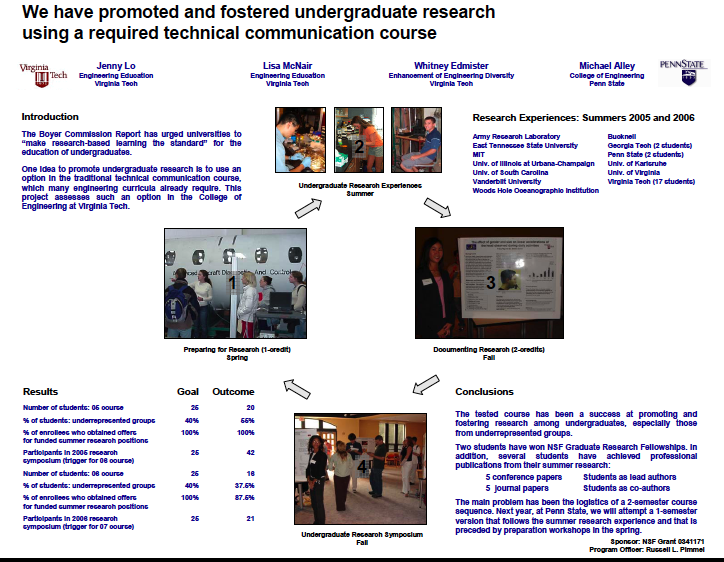 We have promoted and fostered undergraduate research
using a required technical communication course
Virginia Tech
Jenny Lo
Engineering Education
Virginia Tech
Lisa McNair
Engineering Education
Virginia Tech
Whitney Edmister
Enhancement of Engineering Diversity
Virginia Tech
Michael Alley
College of Engineering
Penn State
PENNSTATE
Introduction
The Boyer Commission Report has urged universities to
“make research-based learning the standard” for the
education of undergraduates.
One idea to promote undergraduate research is to use an
option in the traditional technical communication course,
which many engineering curricula already require. This
project assesses such an option in the College of
Engineering at Virginia Tech.
2
Undergraduate Research Experiences
Summer
Research Experiences: Summers 2005 and 2006
Army Research Laboratory
East Tennessee State University
MIT
Univ. of Illinois at Urbana-Champaign
Univ. of South Carolina
Vanderbilt University
Woods Hole Oceanographic Institution
Bucknell
Georgia Tech (2 students)
Penn State (2 students)
Univ. of Karlsruhe
Univ. of Virginia
Virginia Tech (17 students)
1
Preparing for Research (1-credit)
Spring
3
Documenting Research (2-credits)
Fall
Results Goal Outcome
Number of students: 05 course 25 20
% of students: underrepresented groups 40% 55%
% of enrollees who obtained offers 100% 100%
for funded summer research positions
Participants in 2005 research 25 42
symposium (trigger for 06 course)
Number of students: 06 course 25 16
% of students: underrepresented groups 40% 37.5%
% of enrollees who obtained offers 100% 87.5%
for funded summer research positions
Participants in 2006 research 25 21
symposium (trigger for 07 course)
4
Undergraduate Research Symposium
Fall
Conclusions
The tested course has been a success at promoting and
fostering research among undergraduates, especially those
from underrepresented groups.
Two students have won NSF Graduate Research Fellowships. In
addition, several students have achieved professional
publications from their summer research:
5 conference papers Students as lead authors
5 journal papers Students as co-authors
The main problem has been the logistics of a 2-semester course
sequence. Next year, at Penn State, we will attempt a 1-semester
version that follows the summer research experience and that is
preceded by preparation workshops in the spring.
Sponsor: NSF Grant 0341171
Program Officer: Russell L. Pimmel